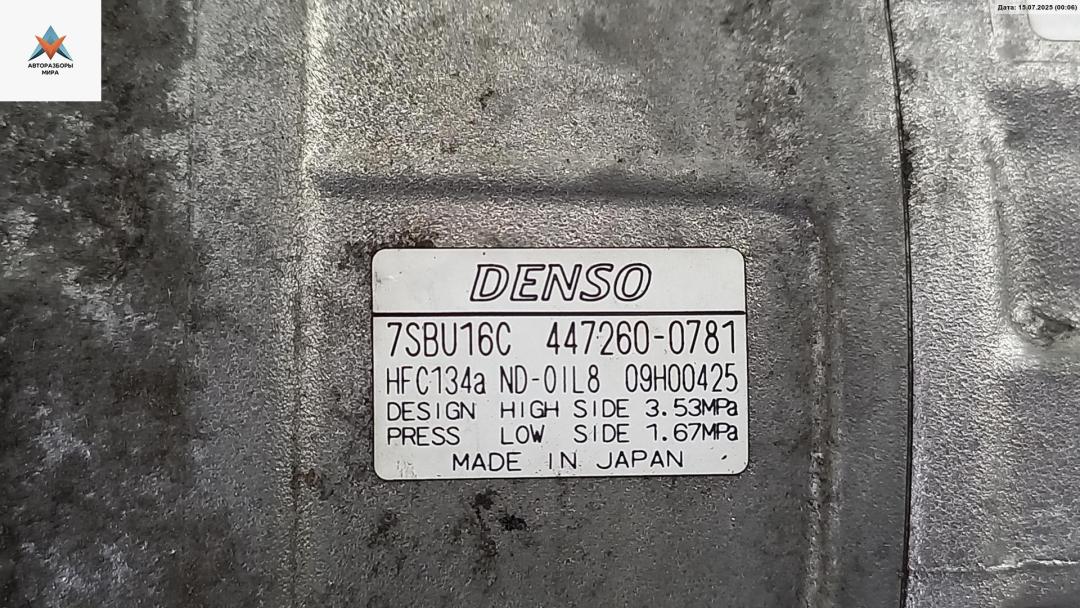 АВТОРАЗБОРЫ
МИРА
Дата: 15.07.2025 (00:06)
DENSO
7SBU16C 447260-0781
HFC134a ND-OIL8 09H00425
DESIGN HIGH SIDE 3.53MPa
PRESS LOW SIDE 1.67MPa
MADE IN JAPAN